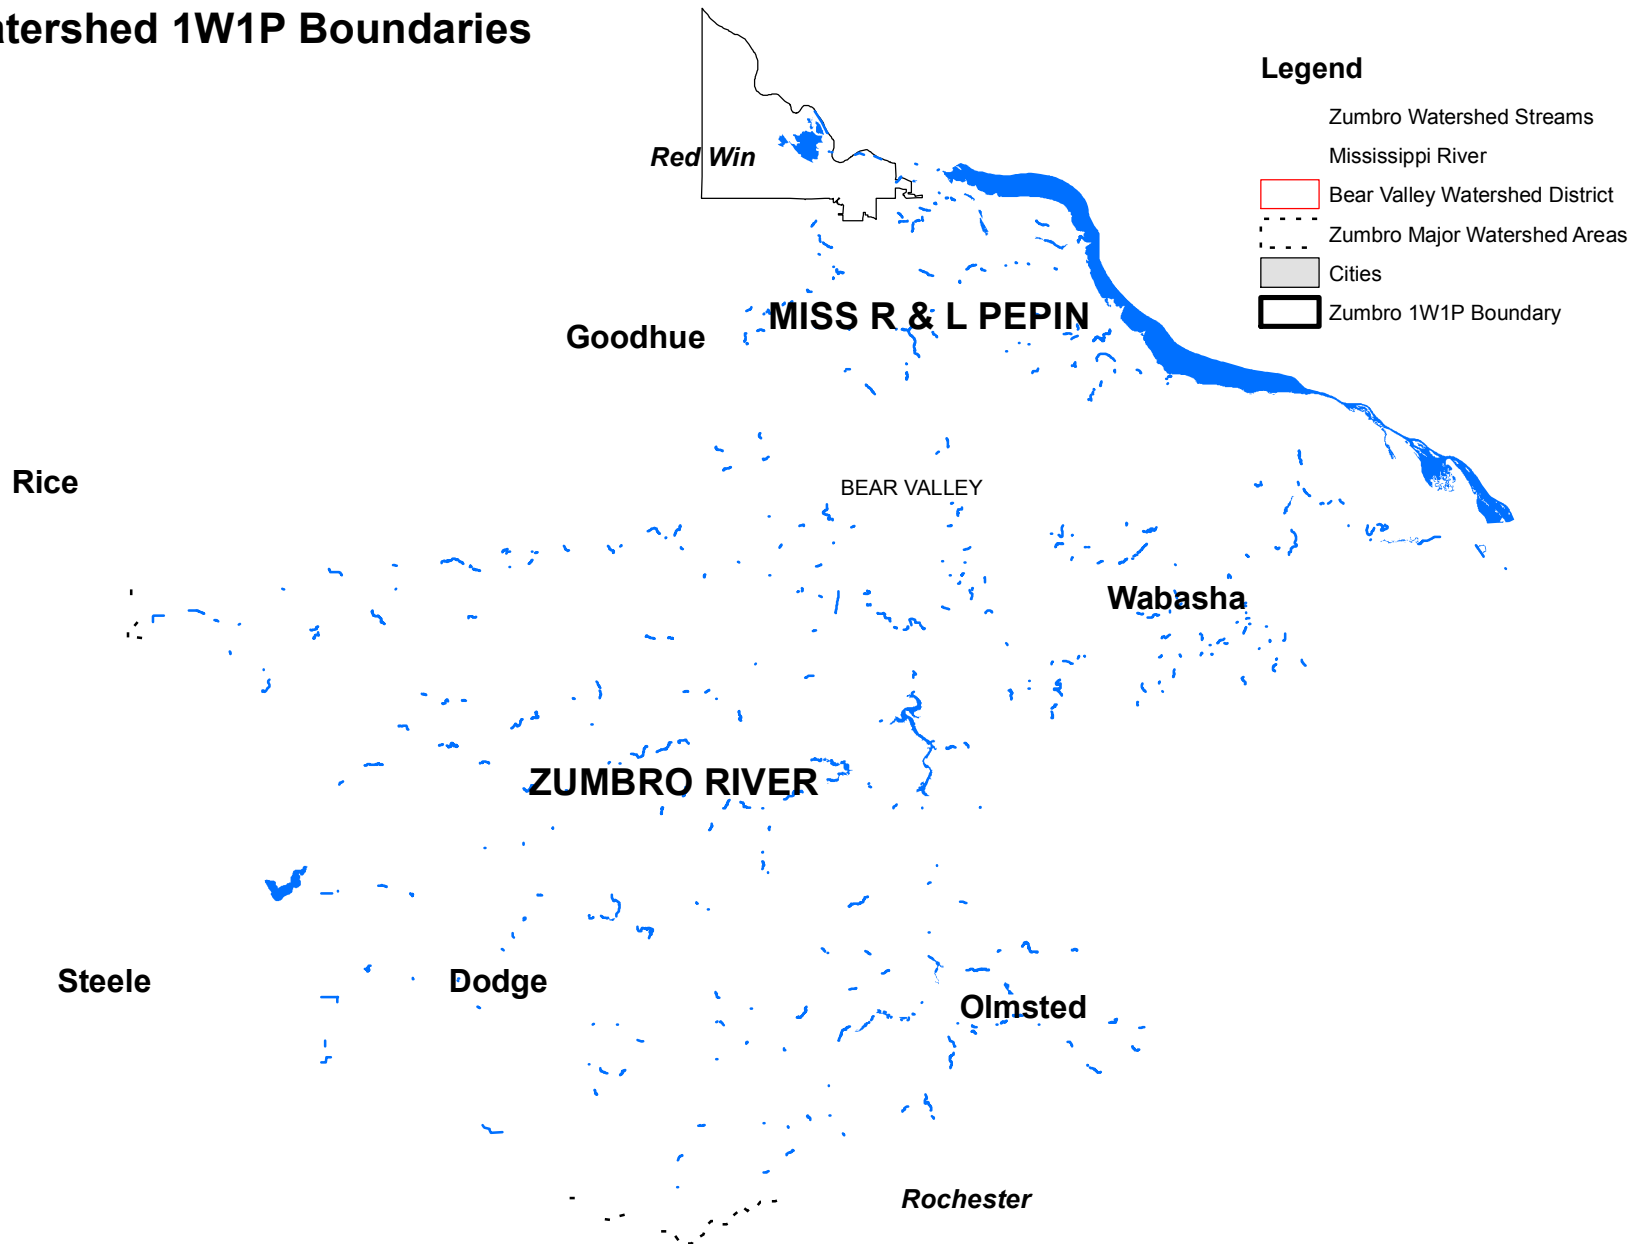 atershed 1W1P Boundaries
Legend
Zumbro Watershed Streams
Mississippi River
Bear Valley Watershed District
Zumbro Major Watershed Areas
Cities
Zumbro 1W1P Boundary
Red Win
MISS R & L PEPIN
Goodhue
Rice
BEAR VALLEY
Wabasha
ZUMBRO RIVER
Steele
Dodge
Olmsted
Rochester